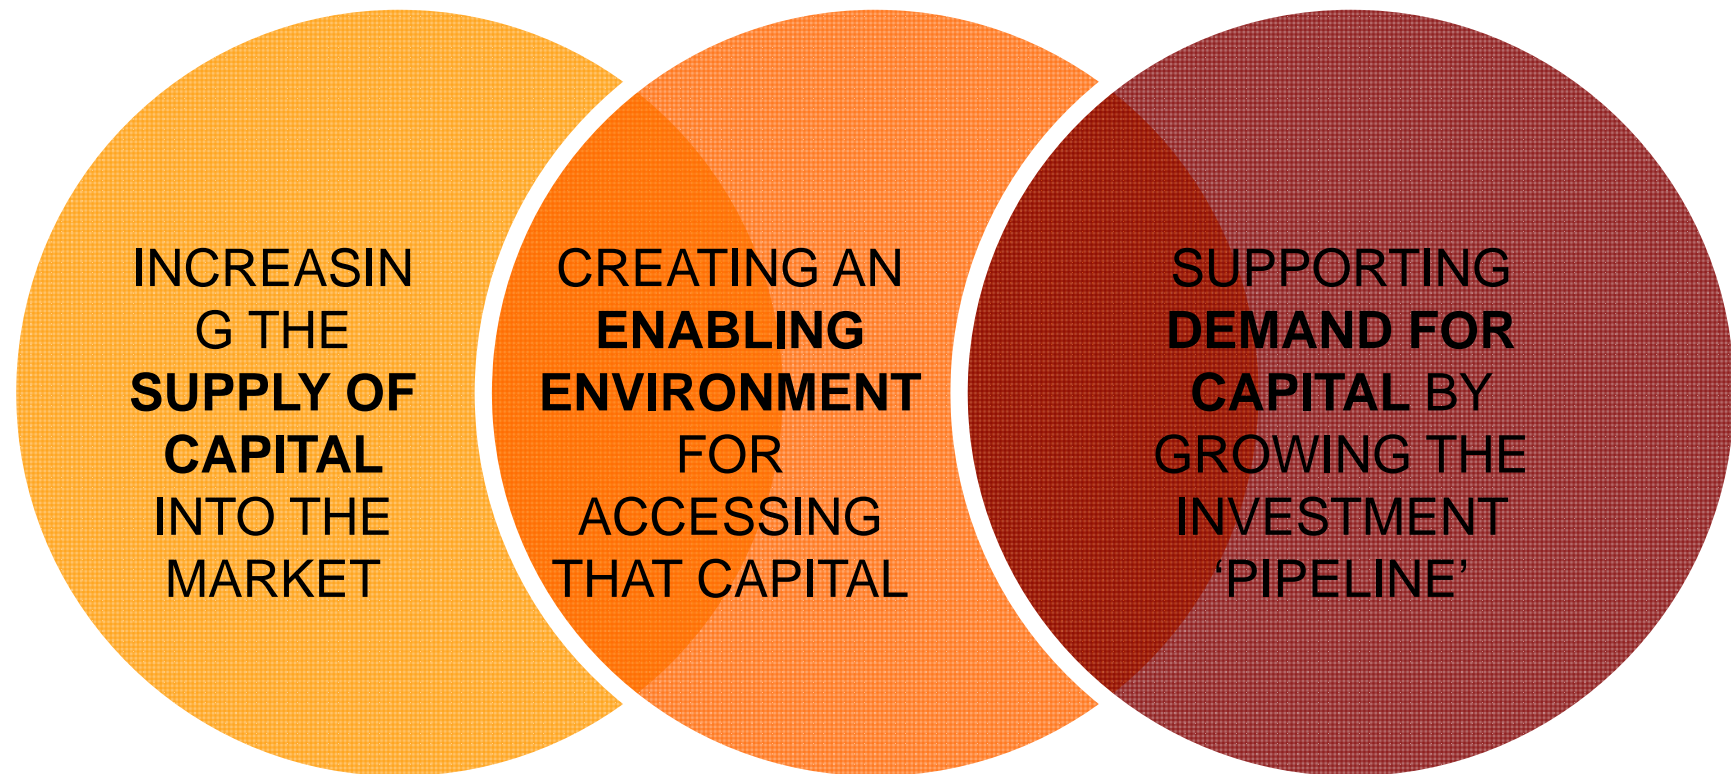 INCREASIN
G THE
SUPPLY OF
CAPITAL
INTO THE
MARKET
CREATING AN
ENABLING
ENVIRONMENT
FOR
ACCESSING
THAT CAPITAL
SUPPORTING
DEMAND FOR
CAPITAL BY
GROWING THE
INVESTMENT
‘PIPELINE’